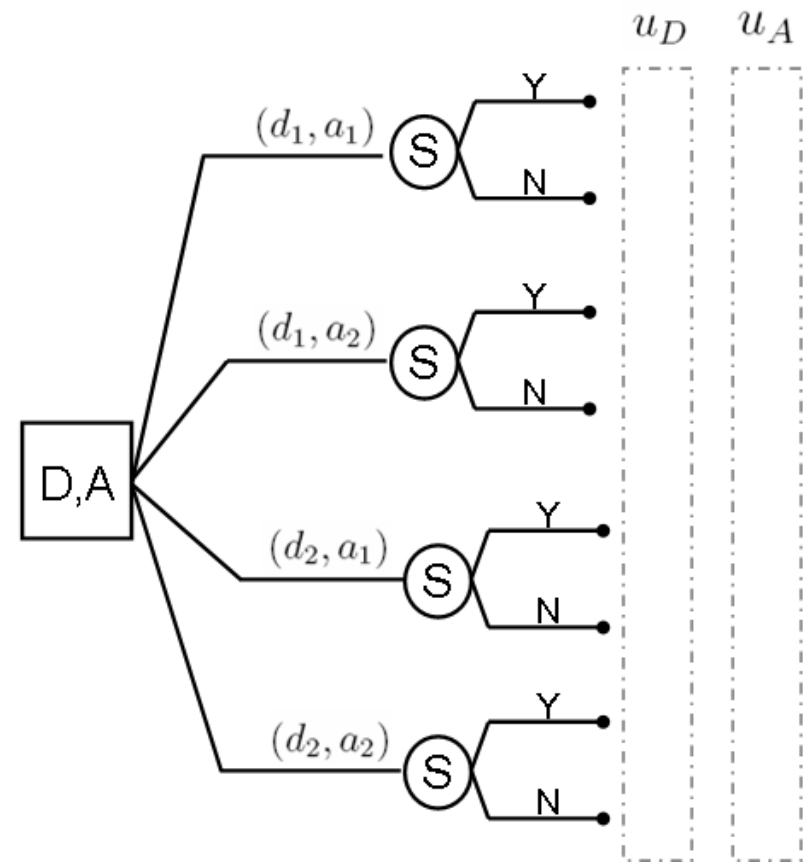 u_D u_A
Y
(d_1, a_1) S
N
Y
(d_1, a_2) S
N
D,A
Y
(d_2, a_1) S
N
Y
(d_2, a_2) S
N